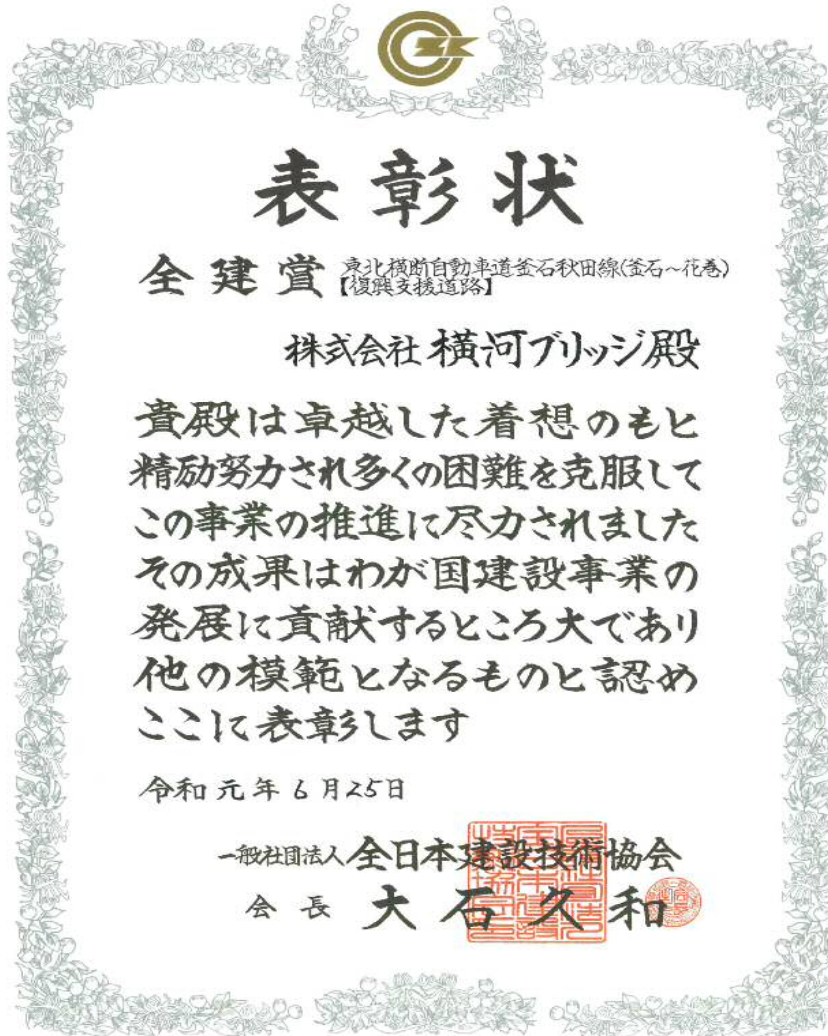 表彰状
全建賞 東北横断自動車道釜石秋田線(釜石~花巻)
【復興支援道路】
株式会社 横河ブリッジ殿
貴殿は卓越した着想のもと
精励努力され多くの困難を克服して
この事業の推進に尽力されました
その成果はわが国建設事業の
発展に貢献するところ大であり
他の模範となるものと認め
ここに表彰します
令和元年6月25日
一般社団法人 全日本建設技術協会
会長 大石久和